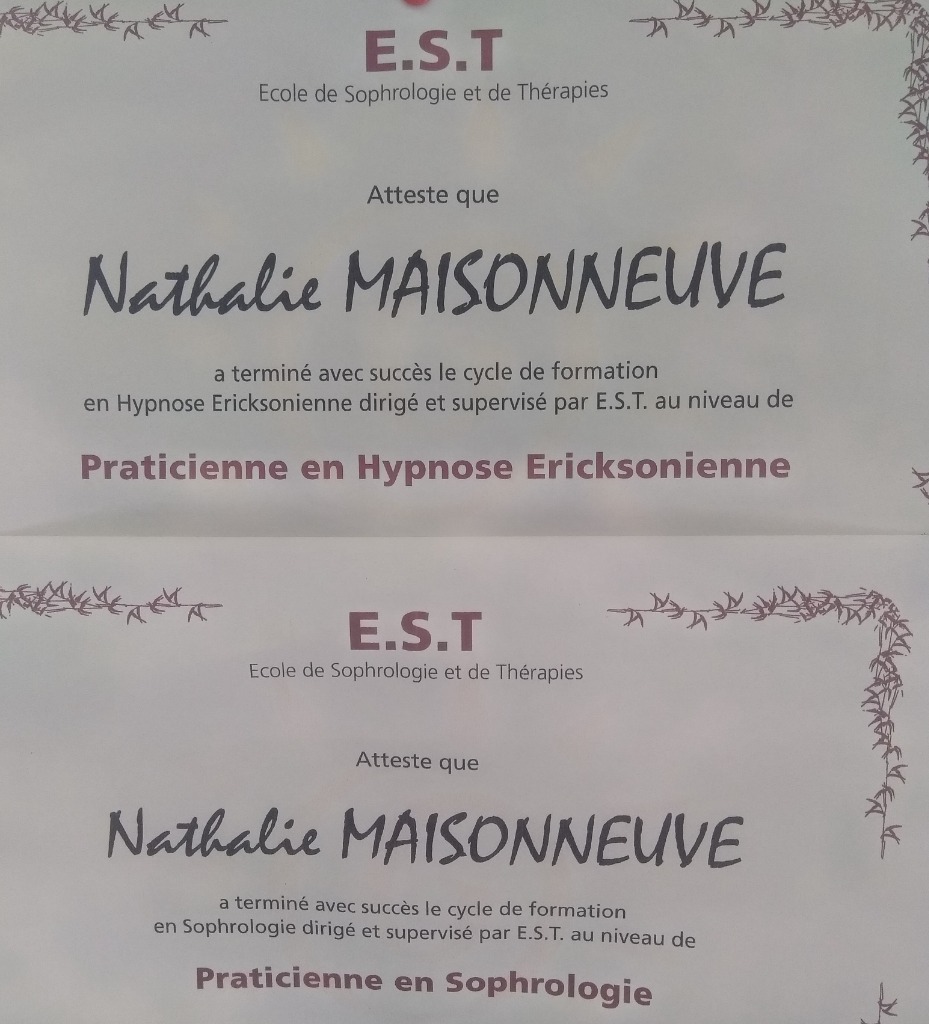 E.S.T
Ecole de Sophrologie et de Thérapies
Atteste que
Nathalie MAISONNEUVE
a terminé avec succès le cycle de formation
en Hypnose Ericksonienne dirigé et supervisé par E.S.T. au niveau de
Praticienne en Hypnose Ericksonienne
E.S.T
Ecole de Sophrologie et de Thérapies
Atteste que
Nathalie MAISONNEUVE
a terminé avec succès le cycle de formation
en Sophrologie dirigé et supervisé par E.S.T. au niveau de
Praticienne en Sophrologie